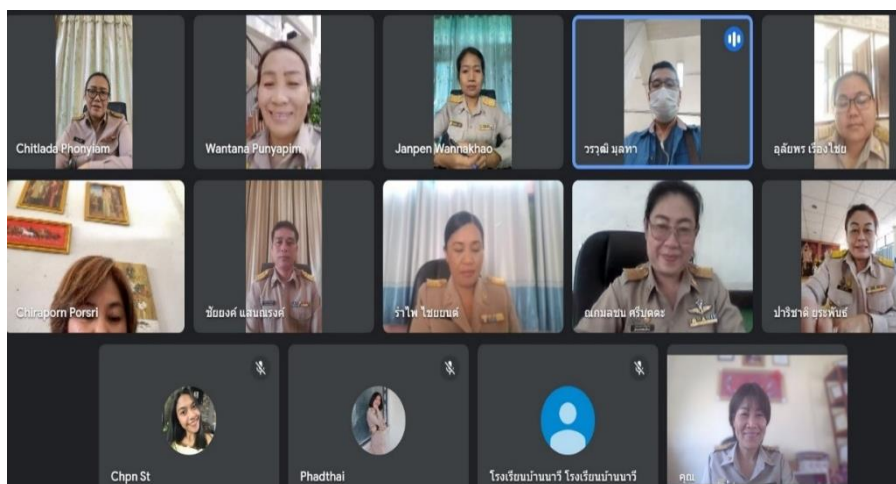 Chitlada Phonyiam
Wantana Punyapim
Janpen Wannakhao
วรวุฒิ มุลทา
อุลัยพร เรืองไชย
Chiraporn Porsri
ชัยยงค์ แสนณรงค์
รำไพ ไชยยนต์
ณกมลชน ศรีบุตตะ
ปาริชาติ ยุระพันธ์
Chpn St
Phadthai
โรงเรียนบ้านนาวี โรงเรียนบ้านนาวี
คุณ